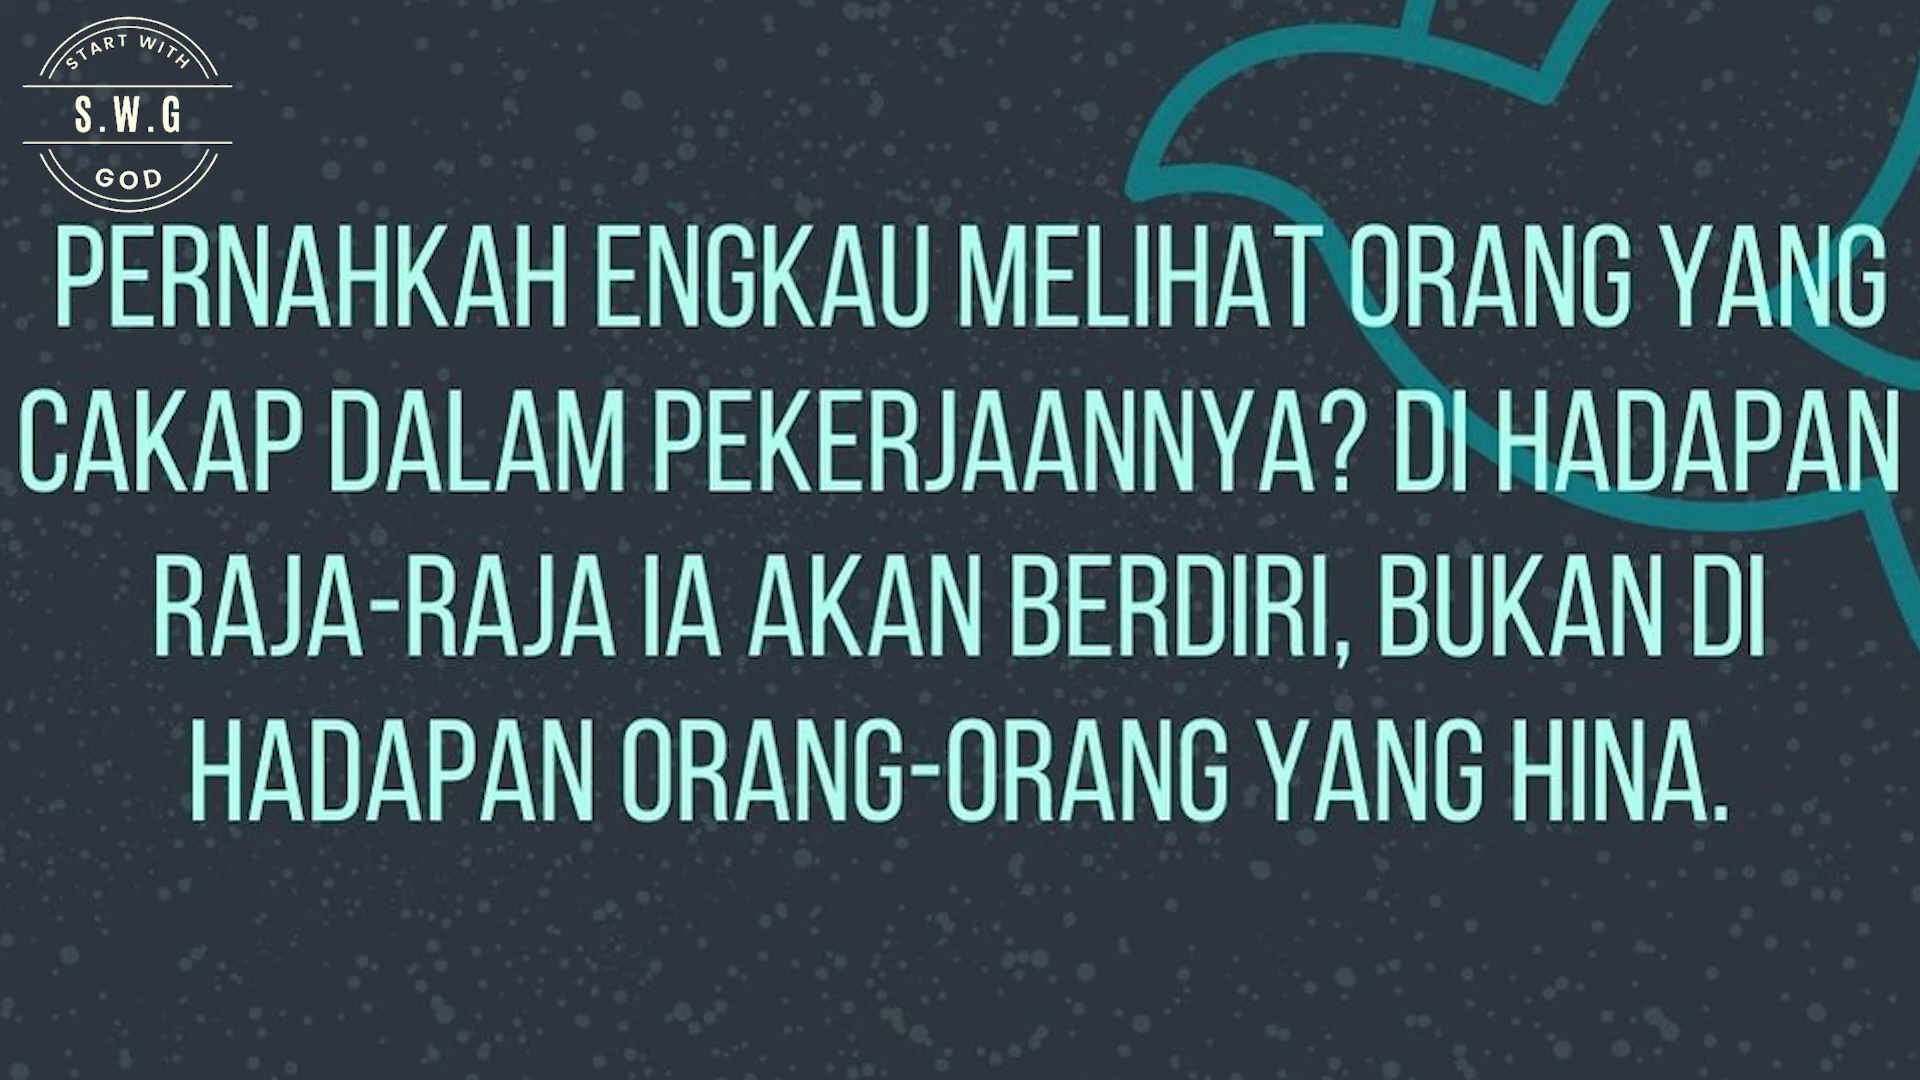 START WITH
S.W.G
GOD
PERNAHKAH ENGKAU MELIHAT ORANG YANG
CAKAP DALAM PEKERJAANNYA? DI HADAPAN
RAJA-RAJA IA AKAN BERDIRI, BUKAN DI
HADAPAN ORANG-ORANG YANG HINA.